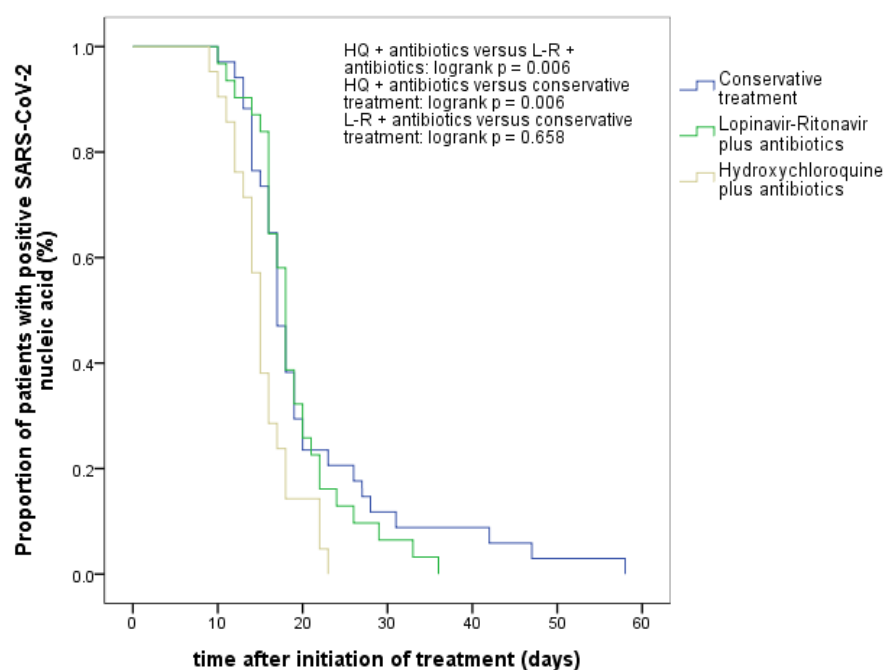 HQ + antibiotics versus L-R +
antibiotics: logrank p = 0.006
HQ + antibiotics versus conservative
treatment: logrank p = 0.006
L-R + antibiotics versus conservative
treatment: logrank p = 0.658
Conservative
treatment
Lopinavir-Ritonavir
plus antibiotics
Hydroxychloroquine
plus antibiotics
Proportion of patients with positive SARS-CoV-2
nucleic acid (%)
1.0
0.8
0.6
0.4
0.2
0.0
0
10
20
30
40
50
60
time after initiation of treatment (days)